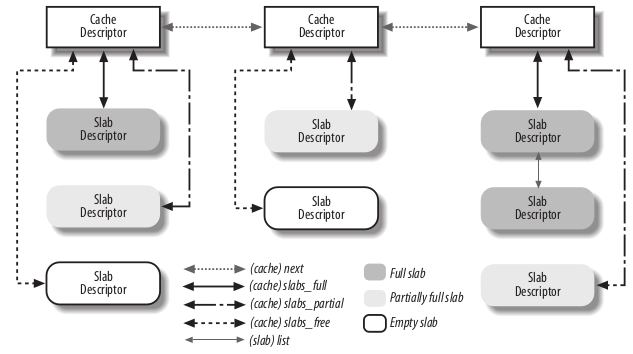 Cache
Descriptor
Cache
Descriptor
Cache
Descriptor
Slab
Descriptor
Slab
Descriptor
Slab
Descriptor
Slab
Descriptor
Slab
Descriptor
Slab
Descriptor
Slab
Descriptor
Slab
Descriptor
(cache) next
(cache) slabs_full
(cache) slabs_partial
(cache) slabs_free
(slab) list
Full slab
Partially full slab
Empty slab